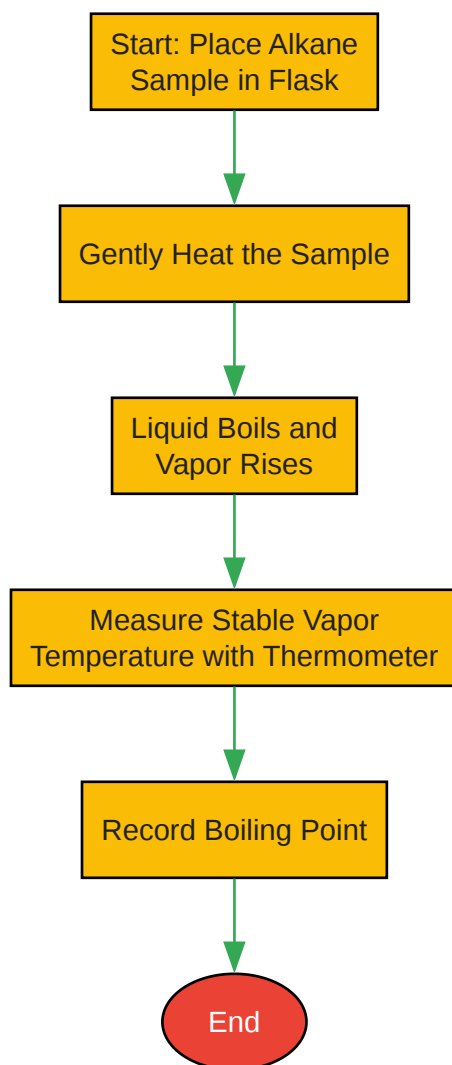 Start: Place Alkane
Sample in Flask
Gently Heat the Sample
Liquid Boils and
Vapor Rises
Measure Stable Vapor
Temperature with Thermometer
Record Boiling Point
End